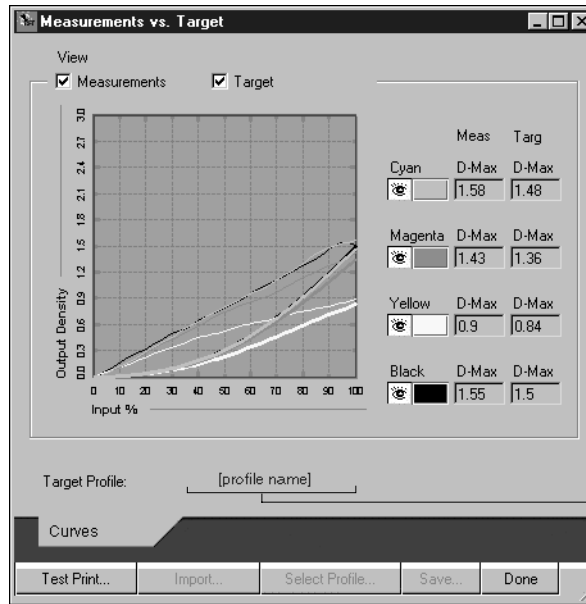 Measurements vs. Target
View
Measurements
Target
3.0
2.7
2.4
2.1
1.8
1.5
1.2
0.9
0.6
0.3
0.0
Output Density
0 10 20 30 40 50 60 70 80 90 100
Input %
Meas Targ
Cyan D-Max D-Max
1.58 1.48
Magenta D-Max D-Max
1.43 1.36
Yellow D-Max D-Max
0.9 0.84
Black D-Max D-Max
1.55 1.5
Target Profile: [profile name]
Curves
Test Print... Import... Select Profile... Save... Done